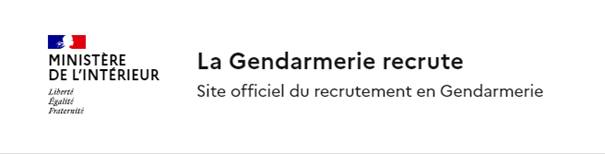 MINISTÈRE
DE L'INTÉRIEUR
Liberté
Égalité
Fraternité
La Gendarmerie recrute
Site officiel du recrutement en Gendarmerie